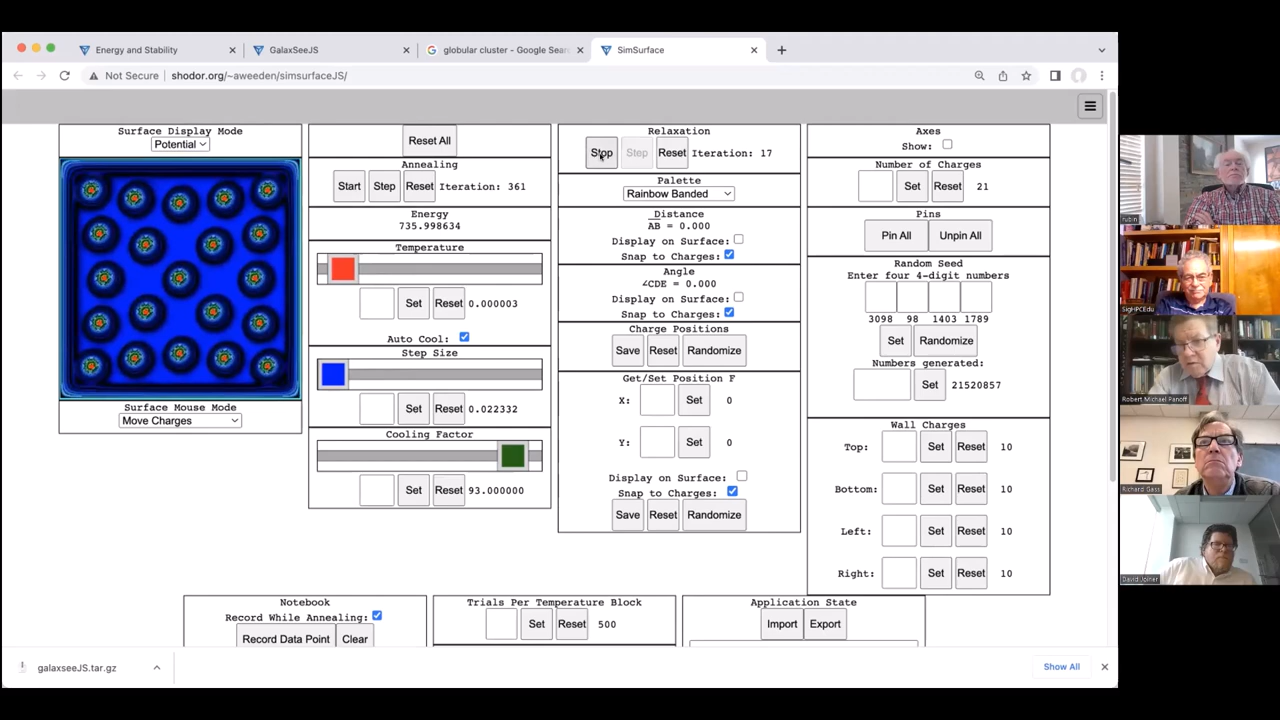 Energy and Stability
GalaxSeeJS
globular cluster - Google Sear
SimSurface
Not Secure
shodor.org/~aweeden/simsurfaceJS/
Surface Display Mode
Potential
Surface Mouse Mode
Move Charges
Reset All
Annealing
Start Step Reset Iteration: 361
Energy
735.998634
Temperature
Set Reset 0.000003
Auto Cool:
Step Size
Set Reset 0.022332
Cooling Factor
Set Reset 93.000000
Relaxation
Stop Step Reset Iteration: 17
Palette
Rainbow Banded
Distance
AB = 0.000
Display on Surface:
Snap to Charges:
Angle
∠CDE = 0.000
Display on Surface:
Snap to Charges:
Charge Positions
Save Reset Randomize
Get/Set Position F
X: Set 0
Y: Set 0
Display on Surface:
Snap to Charges:
Save Reset Randomize
Axes
Show:
Number of Charges
Set Reset 21
Pins
Pin All Unpin All
Random Seed
Enter four 4-digit numbers
3098 98 1403 1789
Set Randomize
Numbers generated:
Set 21520857
Wall Charges
Top: Set Reset 10
Bottom: Set Reset 10
Left: Set Reset 10
Right: Set Reset 10
Notebook
Record While Annealing:
Record Data Point Clear
Trials Per Temperature Block
Set Reset 500
Application State
Import Export
galaxseeJS.tar.gz
Show All
rubin
SigHPCEdu
Robert Michael Panoff
Richard Gass
David Joiner